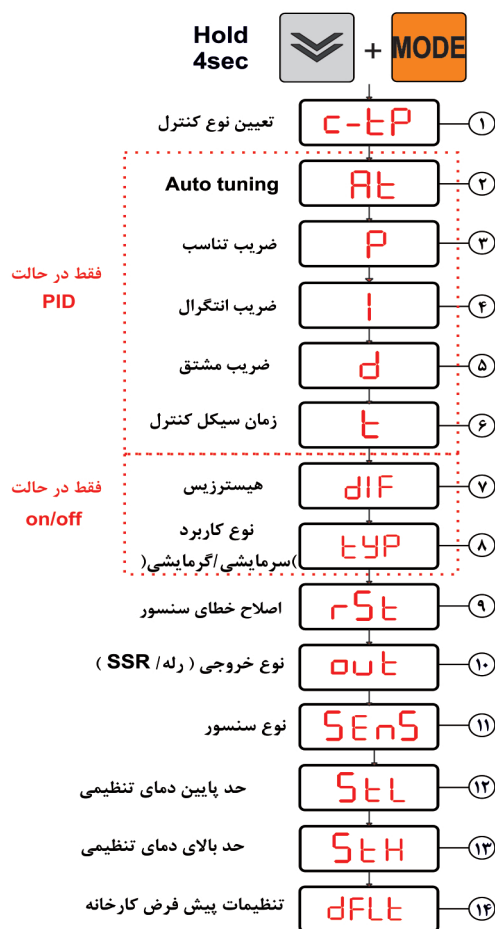 Hold
4sec
+
MODE
تعیین نوع کنترل
c-tP
۱
Auto tuning
At
۲
ضریب تناسب
P
۳
ضریب انتگرال
I
۴
ضریب مشتق
d
۵
زمان سیکل کنترل
t
۶
فقط در حالت
PID
هیسترزیس
dIF
۷
نوع کاربرد
)سرمایشی/گرمایشی(
tYP
۸
فقط در حالت
on/off
اصلاح خطای سنسور
rSt
۹
نوع خروجی ( رله/ SSR )
out
۱۰
نوع سنسور
SEnS
۱۱
حد پایین دمای تنظیمی
StL
۱۲
حد بالای دمای تنظیمی
StH
۱۳
تنظیمات پیش فرض کارخانه
dFLt
۱۴